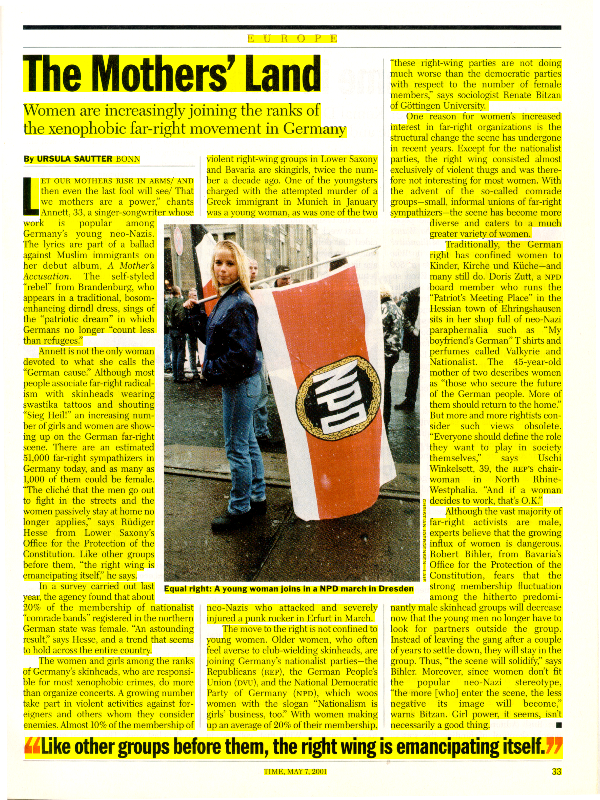 EUROPE
The Mothers' Land
Women are increasingly joining the ranks of
the xenophobic far-right movement in Germany
By URSULA SAUTTER BONN
LET OUR MOTHERS RISE IN ARMS/ AND
then even the last fool will see/ That
we mothers are a power," chants
Annett, 33, a singer-songwriter whose
work is popular among
Germany's young neo-Nazis.
The lyrics are part of a ballad
against Muslim immigrants on
her debut album, A Mother's
Accusation. The self-styled
"rebel" from Brandenburg, who
appears in a traditional, bosom-
enhancing dirndl dress, sings of
the "patriotic dream" in which
Germans no longer "count less
than refugees."
Annett is not the only woman
devoted to what she calls the
"German cause." Although most
people associate far-right radical-
ism with skinheads wearing
swastika tattoos and shouting
"Sieg Heil!" an increasing num-
ber of girls and women are show-
ing up on the German far-right
scene. There are an estimated
51,000 far-right sympathizers in
Germany today, and as many as
1,000 of them could be female.
"The cliché that the men go out
to fight in the streets and the
women passively stay at home no
longer applies," says Rüdiger
Hesse from Lower Saxony's
Office for the Protection of the
Constitution. Like other groups
before them, "the right wing is
emancipating itself," he says.
In a survey carried out last
year, the agency found that about
20% of the membership of nationalist
"comrade bands" registered in the northern
German state was female. "An astounding
result," says Hesse, and a trend that seems
to hold across the entire country.
The women and girls among the ranks
of Germany's skinheads, who are responsi-
ble for most xenophobic crimes, do more
than organize concerts. A growing number
take part in violent activities against for-
eigners and others whom they consider
enemies. Almost 10% of the membership of
violent right-wing groups in Lower Saxony
and Bavaria are skingirls, twice the num-
ber a decade ago. One of the youngsters
charged with the attempted murder of a
Greek immigrant in Munich in January
was a young woman, as was one of the two
NPD
Equal right: A young woman joins in a NPD march in Dresden
neo-Nazis who attacked and severely
injured a punk rocker in Erfurt in March.
The move to the right is not confined to
young women. Older women, who often
feel averse to club-wielding skinheads, are
joining Germany's nationalist parties—the
Republicans (REP), the German People's
Union (DVU), and the National Democratic
Party of Germany (NPD), which woos
women with the slogan "Nationalism is
girls' business, too." With women making
up an average of 20% of their membership,
"these right-wing parties are not doing
much worse than the democratic parties
with respect to the number of female
members," says sociologist Renate Bitzan
of Göttingen University.
One reason for women's increased
interest in far-right organizations is the
structural change the scene has undergone
in recent years. Except for the nationalist
parties, the right wing consisted almost
exclusively of violent thugs and was there-
fore not interesting for most women. With
the advent of the so-called comrade
groups—small, informal unions of far-right
sympathizers—the scene has become more
diverse and caters to a much
greater variety of women.
Traditionally, the German
right has confined women to
Kinder, Kirche und Küche—and
many still do. Doris Zutt, a NPD
board member who runs the
"Patriot's Meeting Place" in the
Hessian town of Ehringshausen
sits in her shop full of neo-Nazi
paraphernalia such as "My
boyfriend's German" T shirts and
perfumes called Valkyrie and
Nationalist. The 45-year-old
mother of two describes women
as "those who secure the future
of the German people. More of
them should return to the home."
But more and more rightists con-
sider such views obsolete.
"Everyone should define the role
they want to play in society
themselves," says Uschi
Winkelsett, 39, the REP's chair-
woman in North Rhine-
Westphalia. "And if a woman
decides to work, that's O.K."
Although the vast majority of
far-right activists are male,
experts believe that the growing
influx of women is dangerous.
Robert Bihler, from Bavaria's
Office for the Protection of the
Constitution, fears that the
strong membership fluctuation
among the hitherto predomi-
nantly male skinhead groups will decrease
now that the young men no longer have to
look for partners outside the group.
Instead of leaving the gang after a couple
of years to settle down, they will stay in the
group. Thus, "the scene will solidify," says
Bihler. Moreover, since women don't fit
the popular neo-Nazi stereotype,
"the more [who] enter the scene, the less
negative its image will become,"
warns Bitzan. Girl power, it seems, isn't
necessarily a good thing.
"Like other groups before them, the right wing is emancipating itself."
TIME, MAY 7, 2001
33